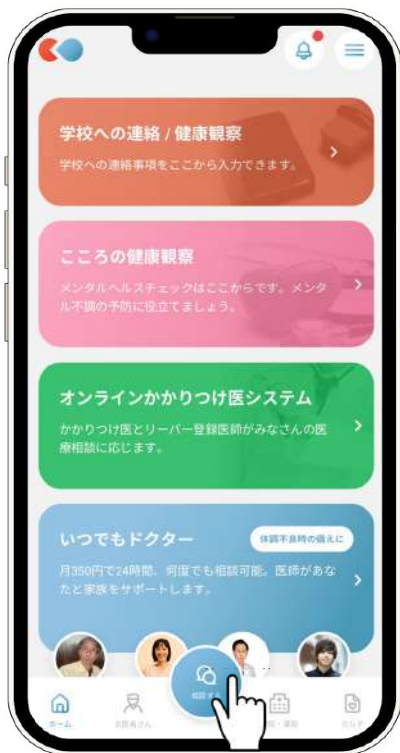 学校への連絡 / 健康観察
学校への連絡事項をここから入力できます。
こころの健康観察
メンタルヘルスチェックはここからです。メンタ
ル不調の予防に役立てましょう。
オンラインかかりつけ医システム
かかりつけ医とリーバー登録医師がみなさんの医
療相談に応じます。
いつでもドクター
体調不良時の備えに
月350円で24時間、何度でも相談可能。医師があな
たと家族をサポートします。
ホーム
お医者さん
相談する